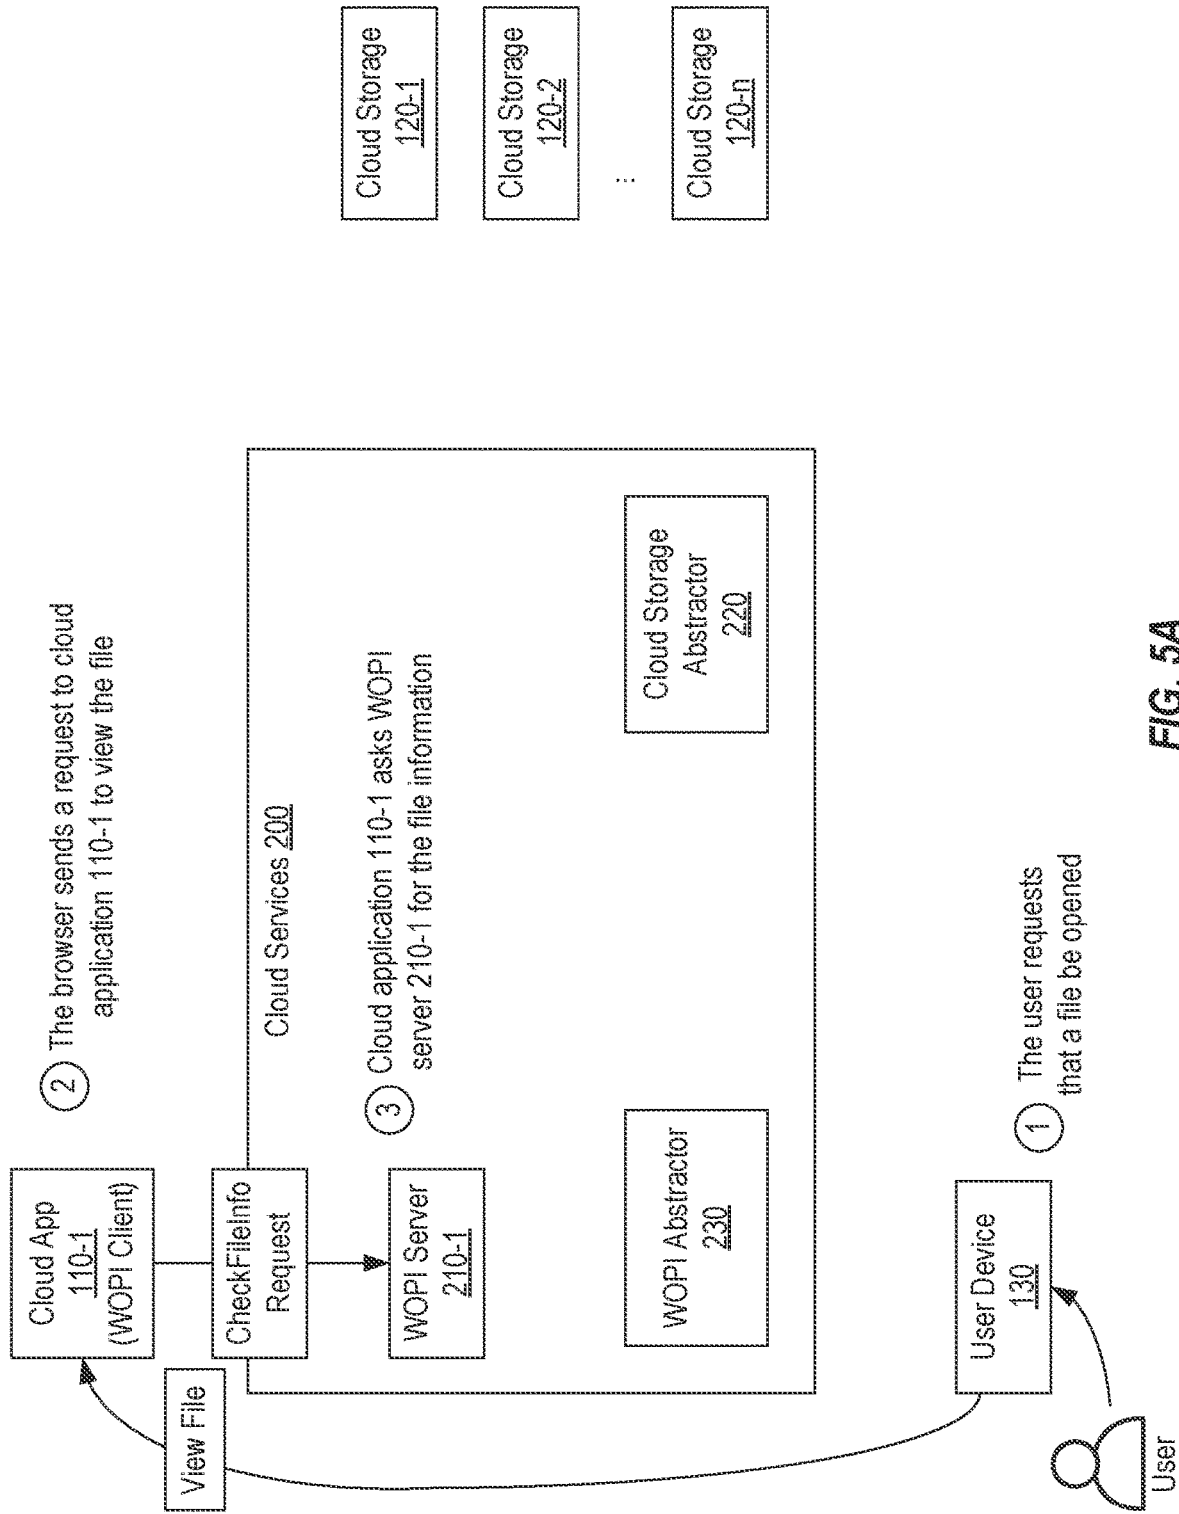 Cloud App
110-1
(WOPI Client)
2
The browser sends a request to cloud
application 110-1 to view the file
View File
CheckFileInfo
Request
Cloud Services 200
WOPI Server
210-1
3
Cloud application 110-1 asks WOPI
server 210-1 for the file information
Cloud Storage
120-1
Cloud Storage
120-2
...
Cloud Storage
120-n
WOPI Abstractor
230
Cloud Storage
Abstractor
220
User Device
130
1
The user requests
that a file be opened
User
FIG. 5A